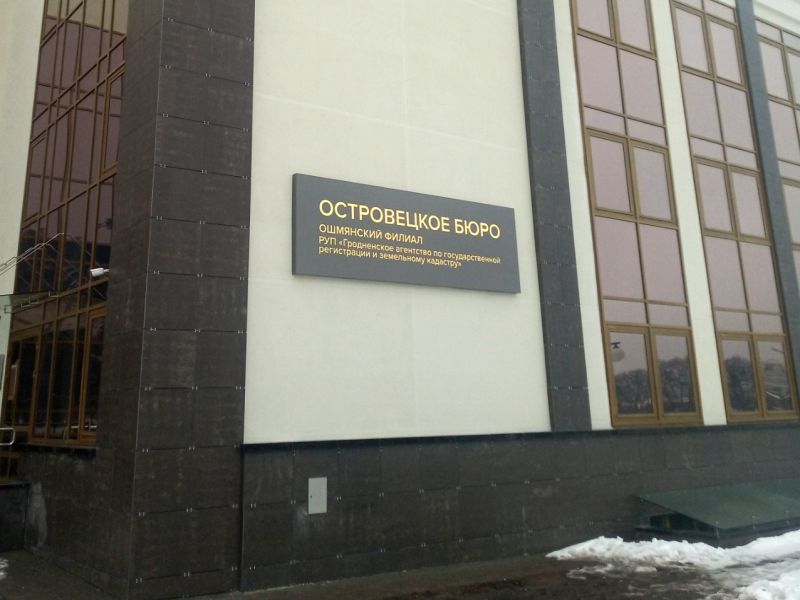 ОСТРОВЕЦКОЕ БЮРО
ОШМЯНСКИЙ ФИЛИАЛ
РУП «Гродненское агентство по государственной
регистрации и земельному кадастру»